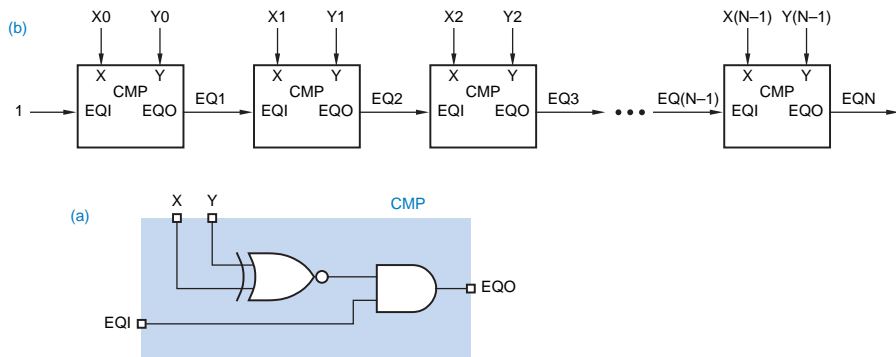 X0 Y0 X1 Y1 X2 Y2 X(N–1) Y(N–1)
(b)
X Y X Y X Y X Y
CMP CMP CMP CMP
1 EQI EQO EQ1 EQI EQO EQ2 EQI EQO EQ3 EQ(N–1) EQI EQO EQN
X Y CMP
(a)
EQO
EQI